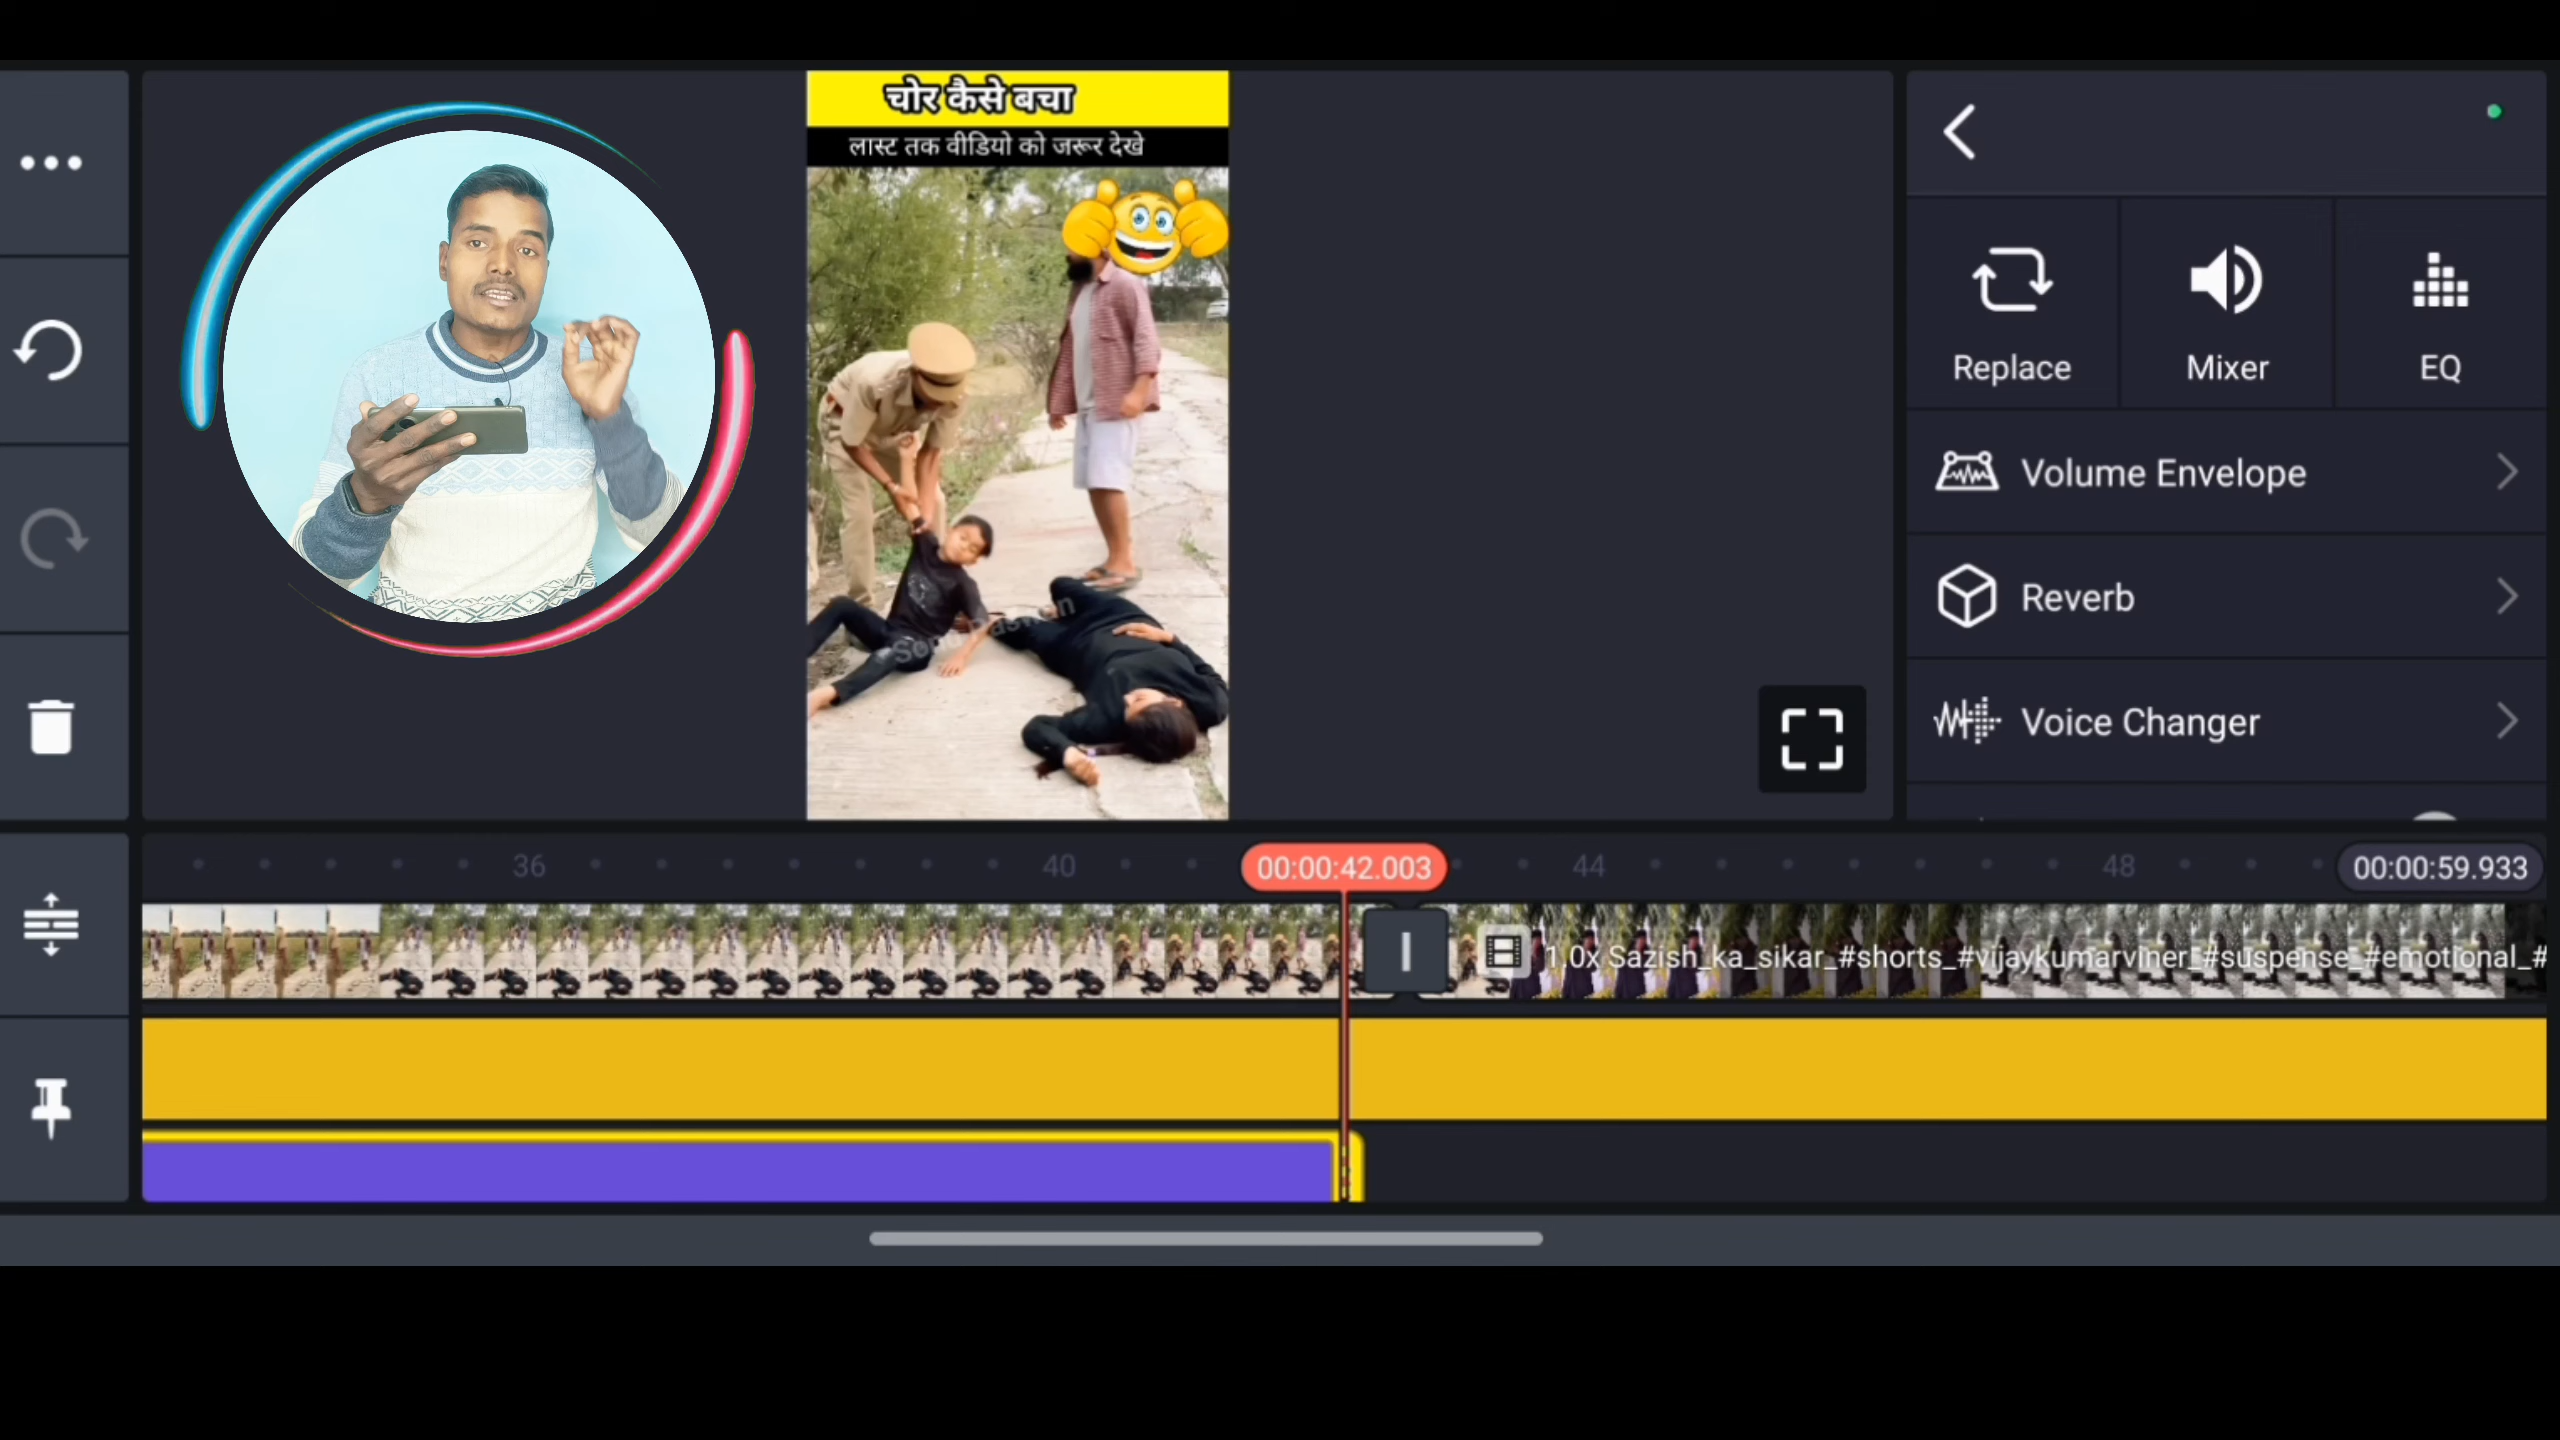 चोर कैसे बचा
लास्ट तक वीडियो को जरूर देखे
Replace
Mixer
EQ
Volume Envelope
Reverb
Voice Changer
36
40
00:00:42.003
44
48
00:00:59.933
1.0x Sazish_ka_sikar_#shorts_#vijaykumarviner_#suspense_#emotional_#